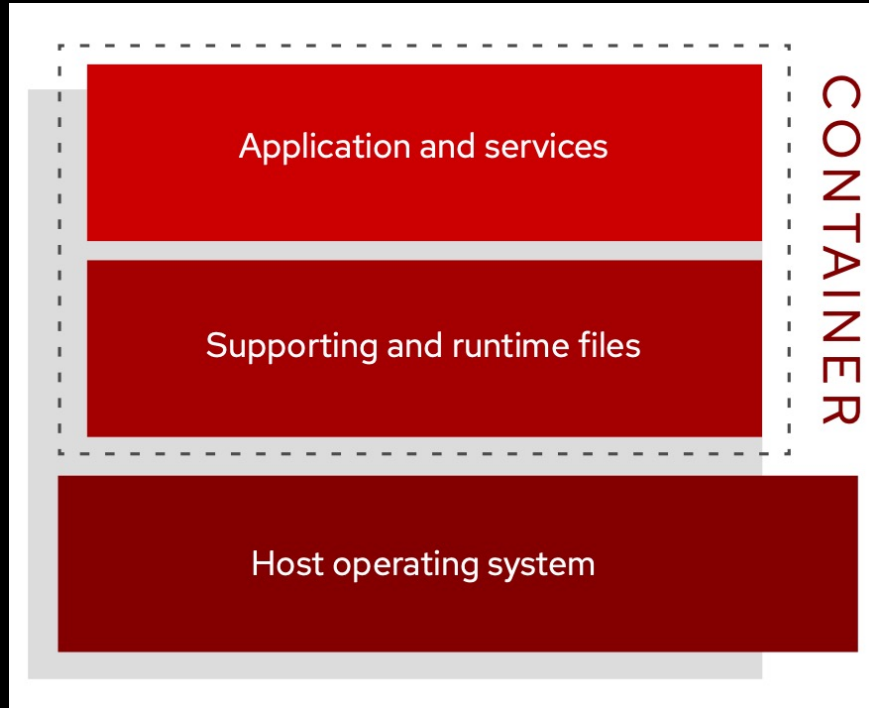 Application and services
CONTAINER
Supporting and runtime files
Host operating system